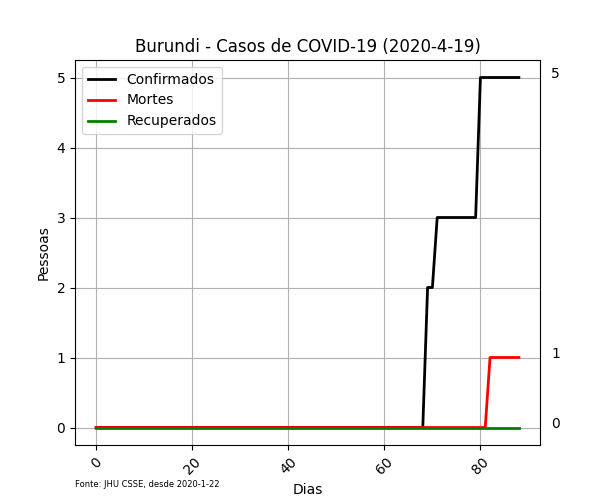 Burundi - Casos de COVID-19 (2020-4-19)
Confirmados
Mortes
Recuperados
5
4
3
2
1
0
Pessoas
5
1
0
0
20
40
60
80
Dias
Fonte: JHU CSSE, desde 2020-1-22